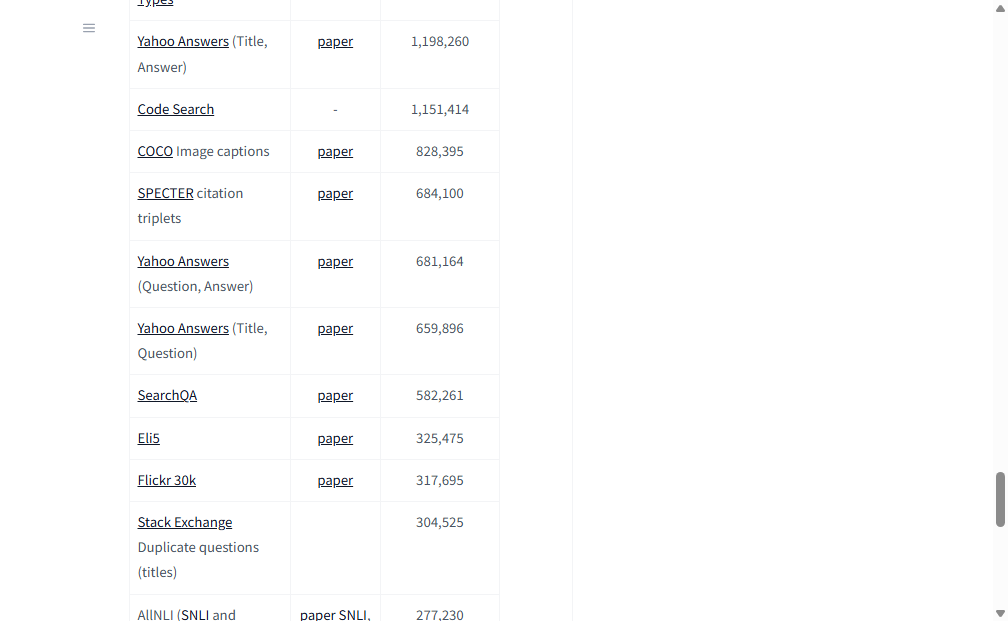 Types
Yahoo Answers (Title, paper 1,198,260
Answer)
Code Search - 1,151,414
COCO Image captions paper 828,395
SPECTER citation paper 684,100
triplets
Yahoo Answers paper 681,164
(Question, Answer)
Yahoo Answers (Title, paper 659,896
Question)
SearchQA paper 582,261
Eli5 paper 325,475
Flickr 30k paper 317,695
Stack Exchange 304,525
Duplicate questions
(titles)
AllNLI (SNLI and paper SNLI, 277,230